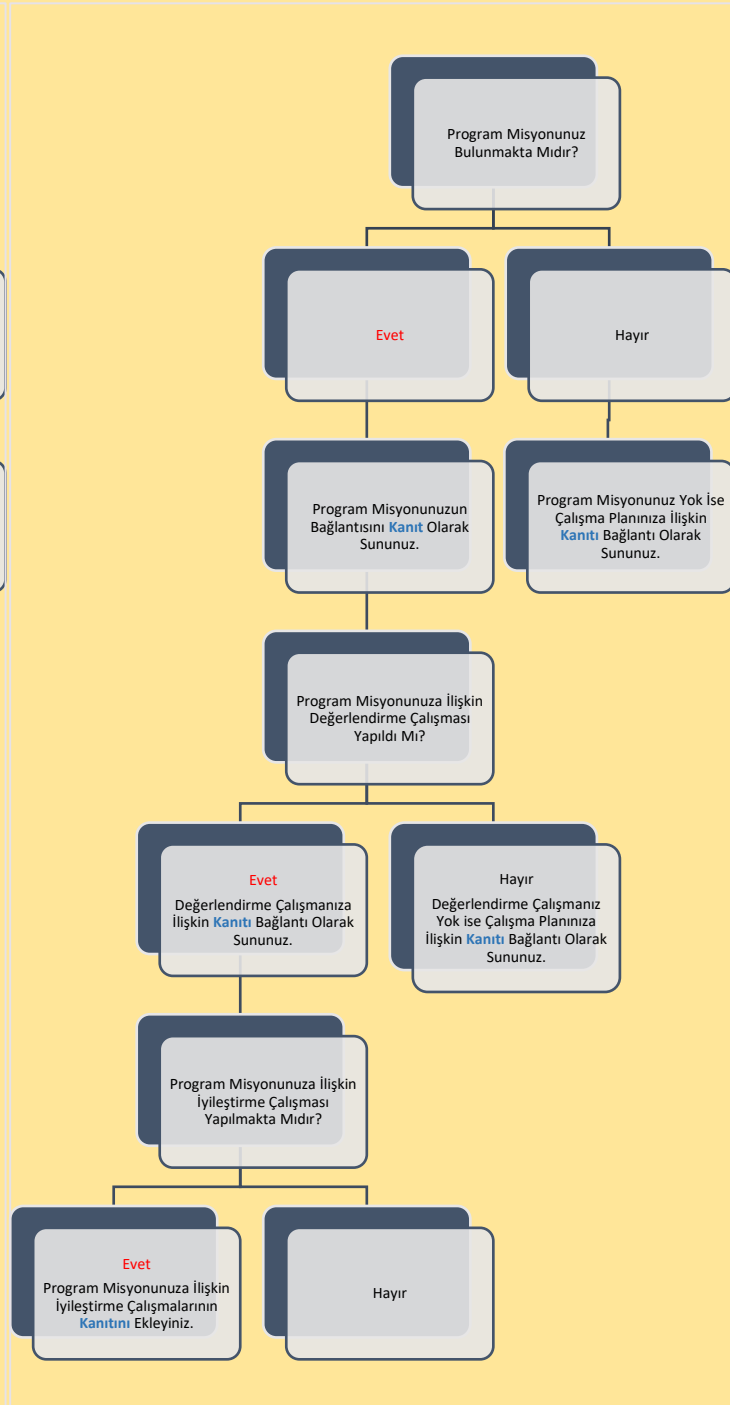 Program Misyonunuz
Bulunmakta Mıdır?
Evet
Hayır
Program Misyonunuzun
Bağlantısını Kanıt Olarak
Sununuz.
Program Misyonunuz Yok İse
Çalışma Planınıza İlişkin
Kanıtı Bağlantı Olarak
Sununuz.
Program Misyonunuza İlişkin
Değerlendirme Çalışması
Yapıldı Mı?
Evet
Değerlendirme Çalışmanıza
İlişkin Kanıtı Bağlantı Olarak
Sununuz.
Hayır
Değerlendirme Çalışmanız
Yok ise Çalışma Planınıza
İlişkin Kanıtı Bağlantı Olarak
Sununuz.
Program Misyonunuza İlişkin
İyileştirme Çalışması
Yapılmakta Mıdır?
Evet
Program Misyonunuza İlişkin
İyileştirme Çalışmalarının
Kanıtını Ekleyiniz.
Hayır